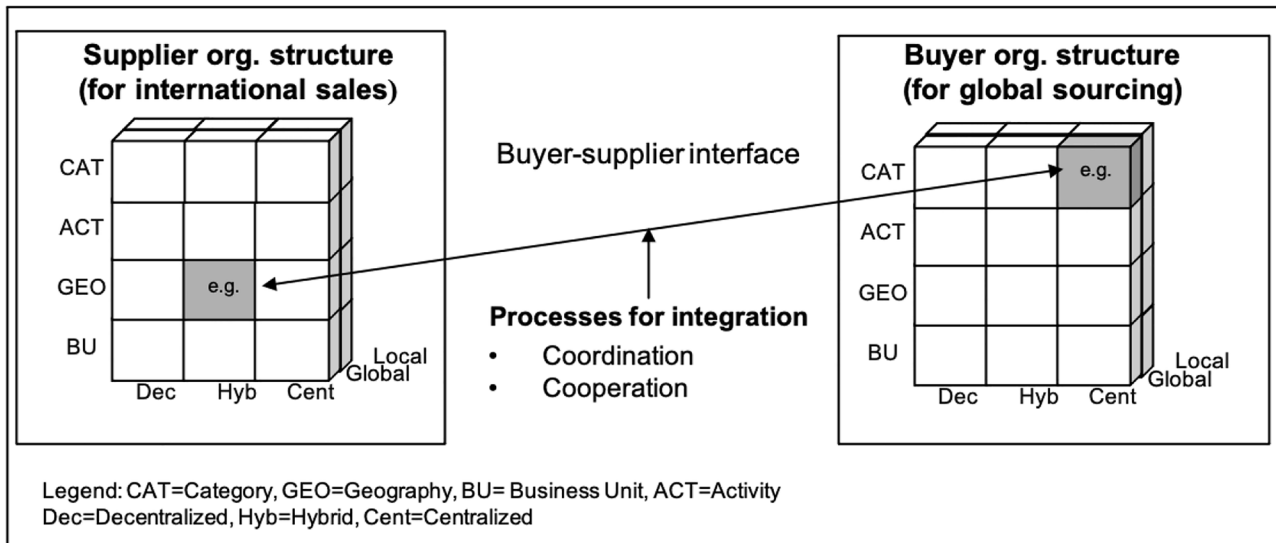 Supplier org. structure
(for international sales)
CAT
ACT
GEO
BU
e.g.
Dec
Hyb
Cent
Global
Local
Buyer-supplier interface
Processes for integration
• Coordination
• Cooperation
Buyer org. structure
(for global sourcing)
CAT
ACT
GEO
BU
e.g.
Dec
Hyb
Cent
Global
Local
Legend: CAT=Category, GEO=Geography, BU= Business Unit, ACT=Activity
Dec=Decentralized, Hyb=Hybrid, Cent=Centralized